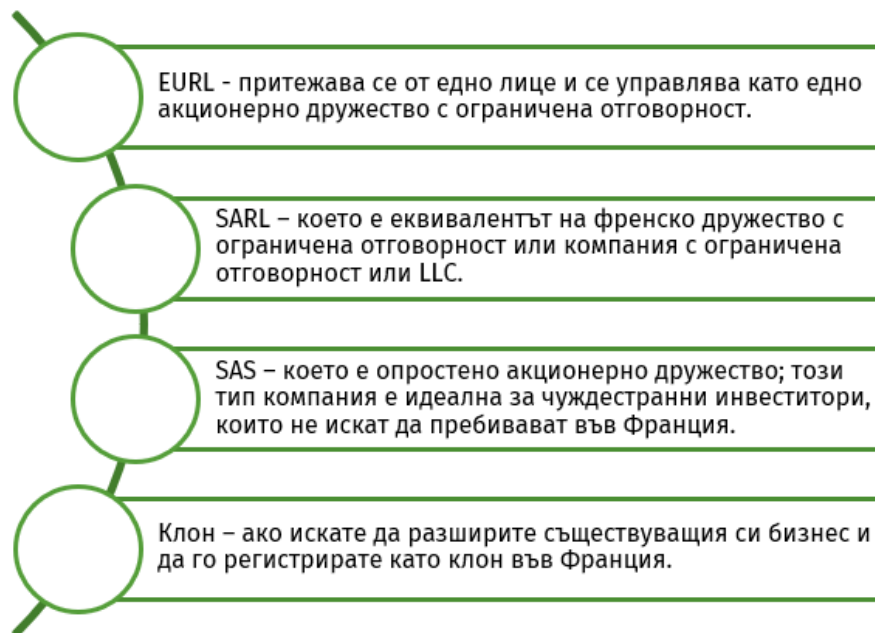 EURL - притежава се от едно лице и се управлява като едно
акционерно дружество с ограничена отговорност.
SARL – което е еквивалентът на френско дружество с
ограничена отговорност или компания с ограничена
отговорност или LLC.
SAS – което е опростено акционерно дружество; този
тип компания е идеална за чуждестранни инвеститори,
които не искат да пребивават във Франция.
Клон – ако искате да разширите съществуващия си бизнес и
да го регистрирате като клон във Франция.